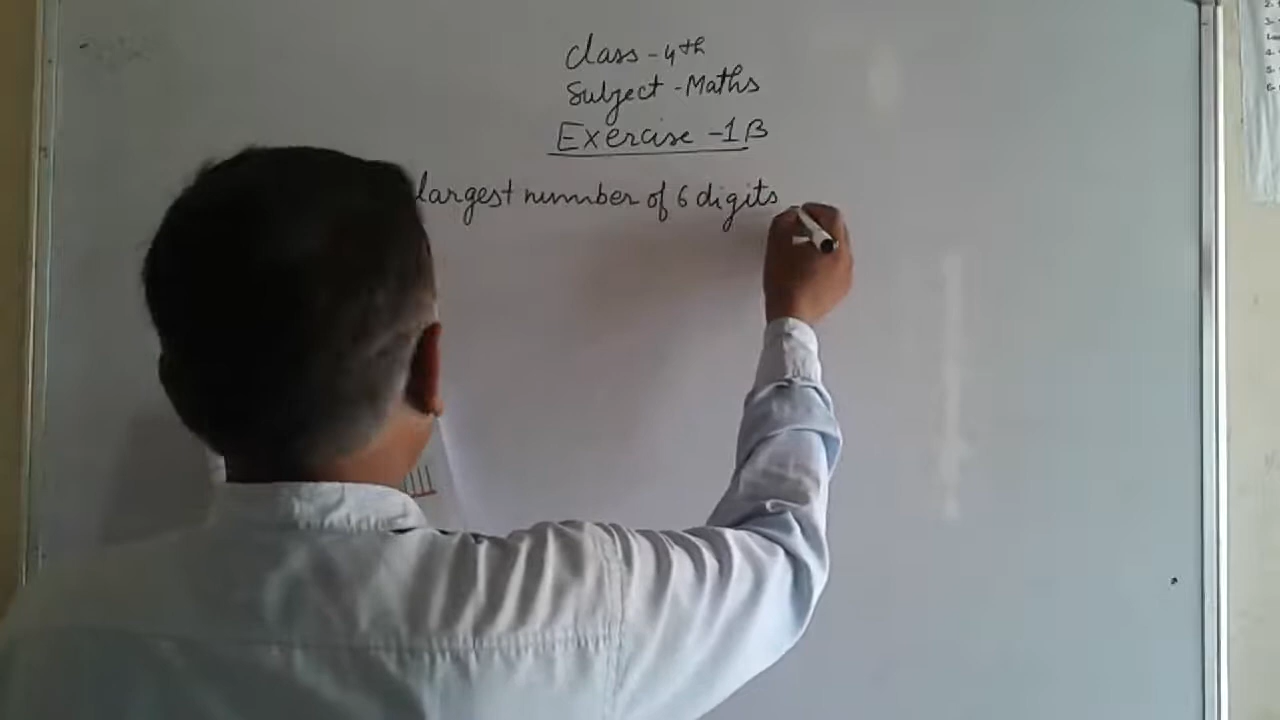 Class - 4th
Subject - Maths
Exercise - 1B
largest number of 6 digits